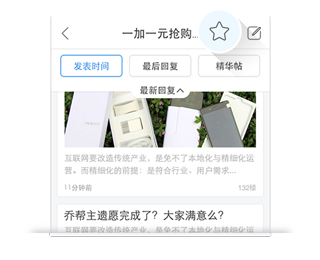 一加一元抢购...
发表时间
最后回复
精华帖
最新回复
互联网要改造传统产业，是免不了本地化与精细化运
营。而精细化的前提：是符合行业、用户需求...
11分钟前
132楼
乔帮主遗愿完成了？大家满意么？
互联网要改造传统产业，是免不了本地化与精细化运